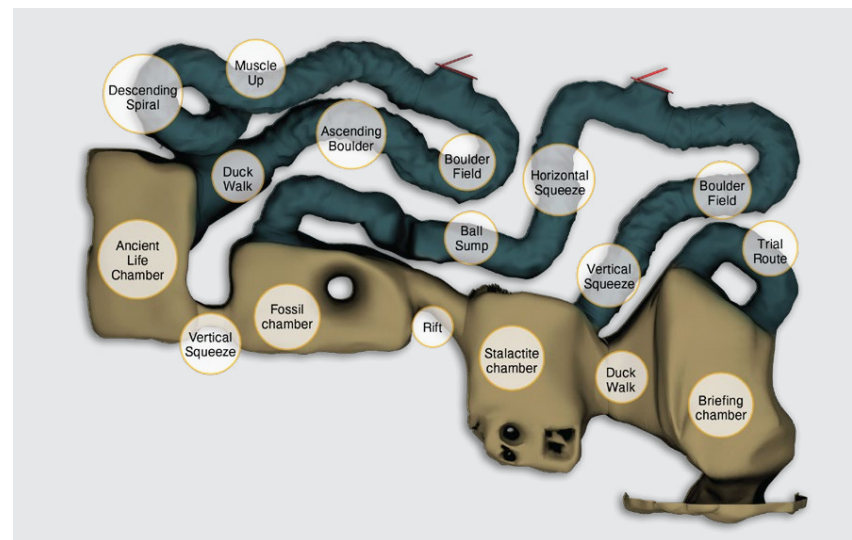 Muscle
Up
Descending
Spiral
Ascending
Boulder
Boulder
Field
Duck
Walk
Horizontal
Squeeze
Boulder
Field
Ball
Sump
Trial
Route
Ancient
Life
Chamber
Vertical
Squeeze
Fossil
chamber
Rift
Vertical
Squeeze
Stalactite
chamber
Duck
Walk
Briefing
chamber